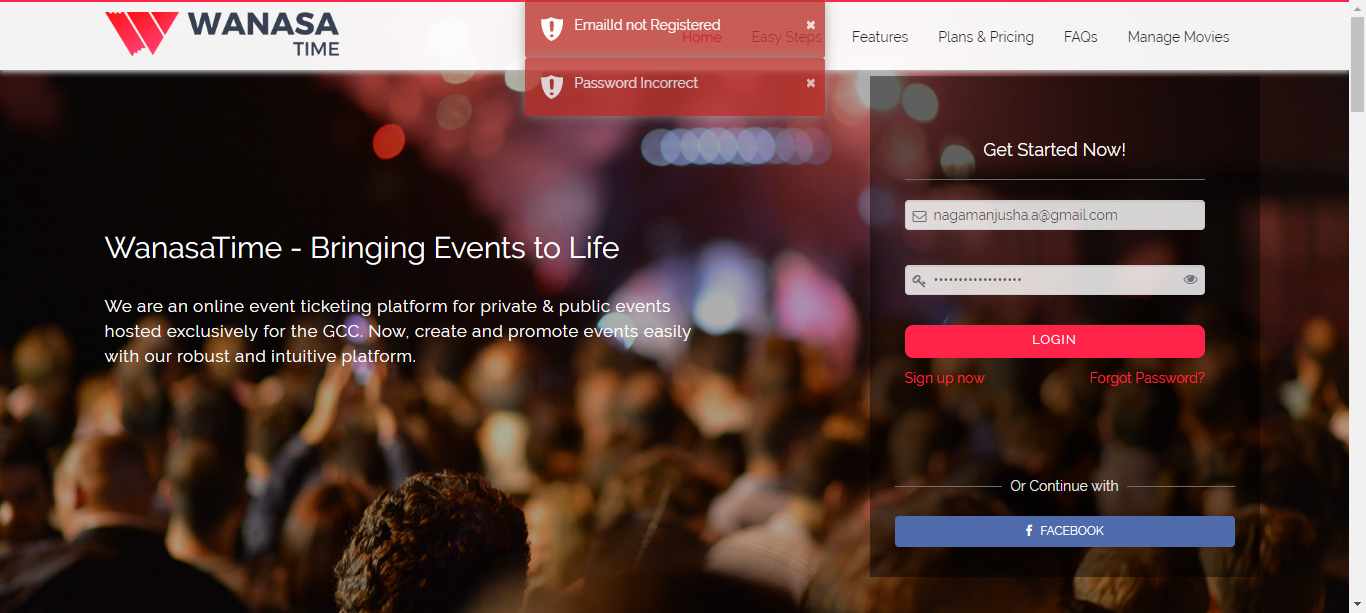 WANASA
TIME
EmailId not Registered
Password Incorrect
Home
Easy Steps
Features
Plans & Pricing
FAQs
Manage Movies
WanasaTime - Bringing Events to Life
We are an online event ticketing platform for private & public events
hosted exclusively for the GCC. Now, create and promote events easily
with our robust and intuitive platform.
Get Started Now!
nagamanjusha.a@gmail.com
LOGIN
Sign up now
Forgot Password?
Or Continue with
FACEBOOK